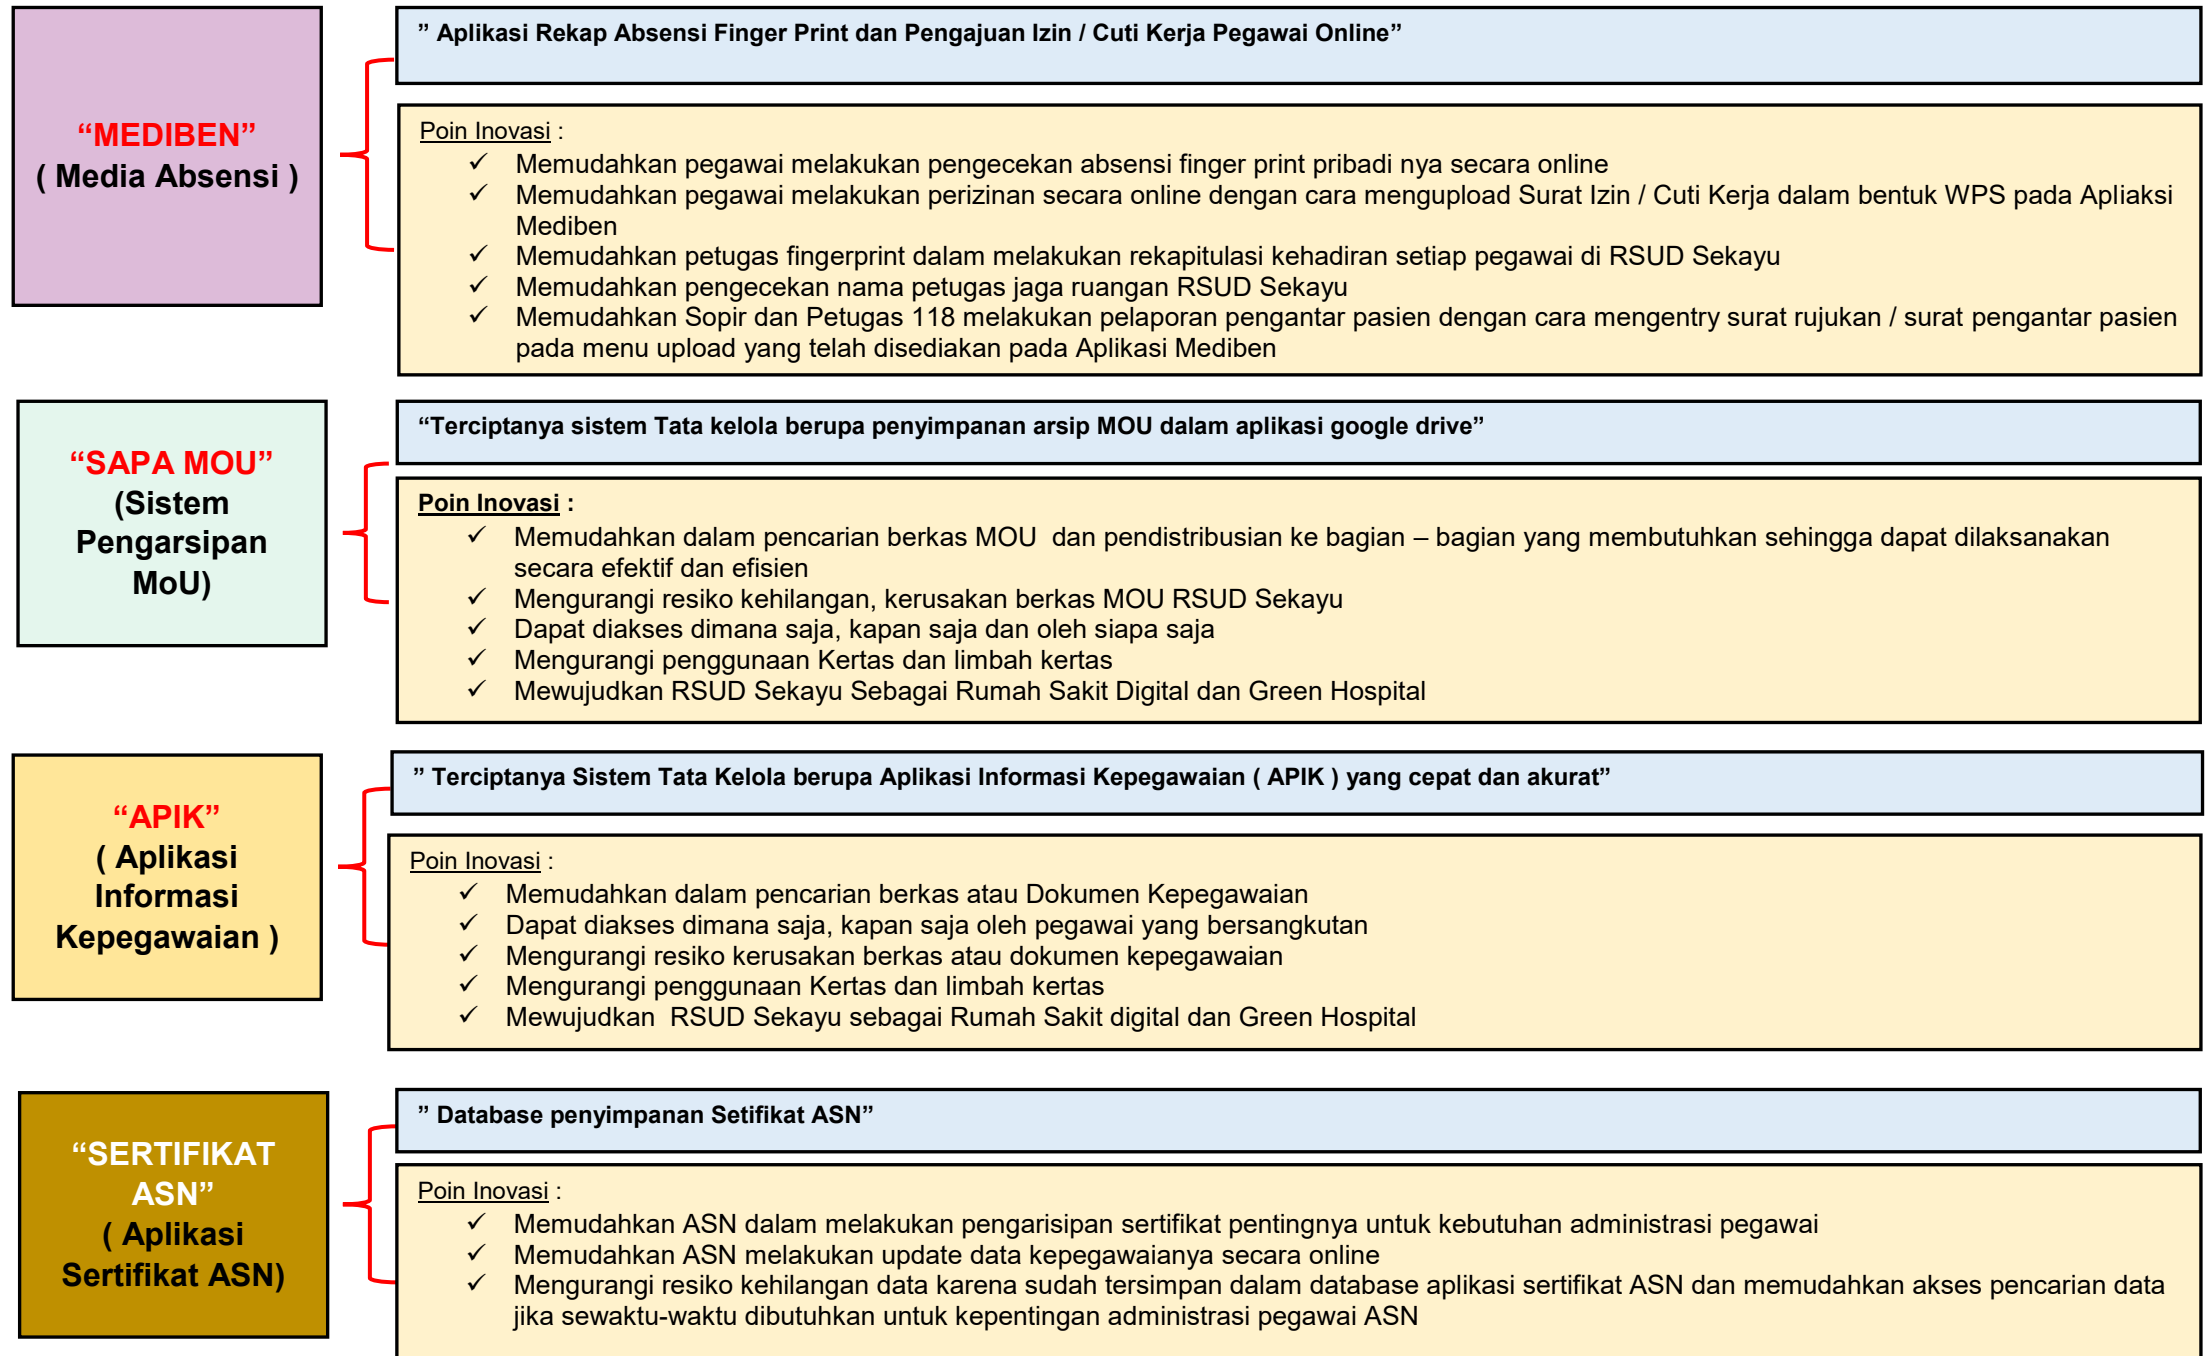 “MEDIBEN”
( Media Absensi )
” Aplikasi Rekap Absensi Finger Print dan Pengajuan Izin / Cuti Kerja Pegawai Online”
Poin Inovasi :
✓ Memudahkan pegawai melakukan pengecekan absensi finger print pribadi nya secara online
✓ Memudahkan pegawai melakukan perizinan secara online dengan cara mengupload Surat Izin / Cuti Kerja dalam bentuk WPS pada Apliaksi
Mediben
✓ Memudahkan petugas fingerprint dalam melakukan rekapitulasi kehadiran setiap pegawai di RSUD Sekayu
✓ Memudahkan pengecekan nama petugas jaga ruangan RSUD Sekayu
✓ Memudahkan Sopir dan Petugas 118 melakukan pelaporan pengantar pasien dengan cara mengentry surat rujukan / surat pengantar pasien
pada menu upload yang telah disediakan pada Aplikasi Mediben
“SAPA MOU”
(Sistem
Pengarsipan
MoU)
“Terciptanya sistem Tata kelola berupa penyimpanan arsip MOU dalam aplikasi google drive”
Poin Inovasi :
✓ Memudahkan dalam pencarian berkas MOU dan pendistribusian ke bagian – bagian yang membutuhkan sehingga dapat dilaksanakan
secara efektif dan efisien
✓ Mengurangi resiko kehilangan, kerusakan berkas MOU RSUD Sekayu
✓ Dapat diakses dimana saja, kapan saja dan oleh siapa saja
✓ Mengurangi penggunaan Kertas dan limbah kertas
✓ Mewujudkan RSUD Sekayu Sebagai Rumah Sakit Digital dan Green Hospital
“APIK”
( Aplikasi
Informasi
Kepegawaian )
” Terciptanya Sistem Tata Kelola berupa Aplikasi Informasi Kepegawaian ( APIK ) yang cepat dan akurat”
Poin Inovasi :
✓ Memudahkan dalam pencarian berkas atau Dokumen Kepegawaian
✓ Dapat diakses dimana saja, kapan saja oleh pegawai yang bersangkutan
✓ Mengurangi resiko kerusakan berkas atau dokumen kepegawaian
✓ Mengurangi penggunaan Kertas dan limbah kertas
✓ Mewujudkan RSUD Sekayu sebagai Rumah Sakit digital dan Green Hospital
“SERTIFIKAT
ASN”
( Aplikasi
Sertifikat ASN)
” Database penyimpanan Setifikat ASN”
Poin Inovasi :
✓ Memudahkan ASN dalam melakukan pengarisipan sertifikat pentingnya untuk kebutuhan administrasi pegawai
✓ Memudahkan ASN melakukan update data kepegawaianya secara online
✓ Mengurangi resiko kehilangan data karena sudah tersimpan dalam database aplikasi sertifikat ASN dan memudahkan akses pencarian data
jika sewaktu-waktu dibutuhkan untuk kepentingan administrasi pegawai ASN